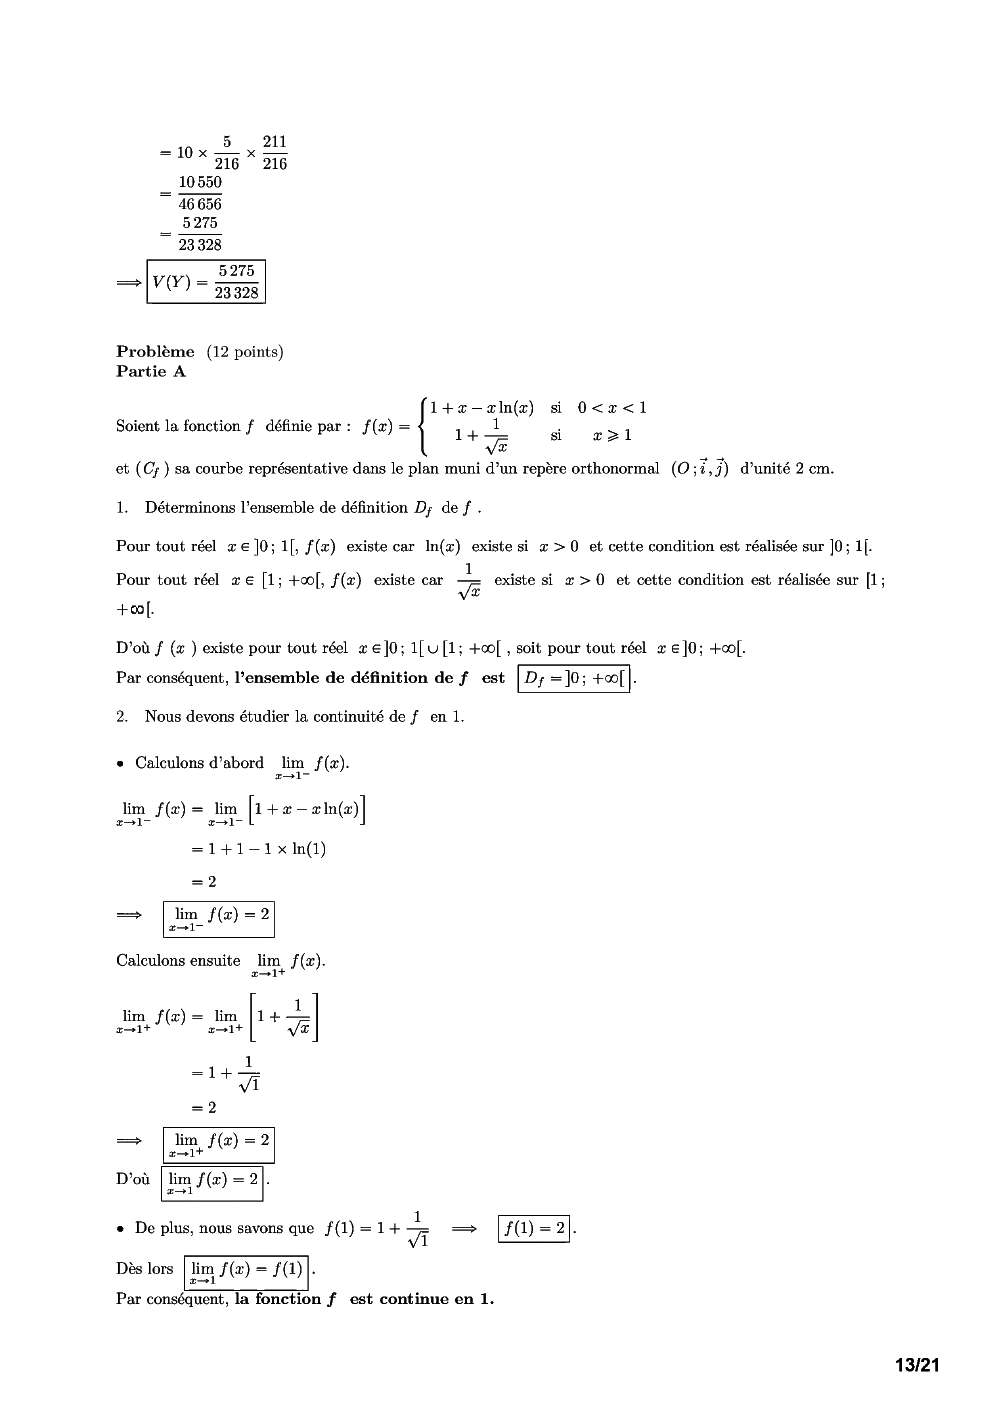 = 10 × 5/216 × 211/216
= 10 550/46 656
= 5 275/23 328
⟹ V(Y) = 5 275/23 328
Problème (12 points)
Partie A
Soient la fonction f définie par : f(x) = { 1 + x − x ln(x) si 0 < x < 1
1 + 1/√x si x ⩾ 1
et (C_f) sa courbe représentative dans le plan muni d'un repère orthonormal (O ; i⃗, j⃗) d'unité 2 cm.
1. Déterminons l'ensemble de définition D_f de f .
Pour tout réel x ∈ ]0 ; 1[, f(x) existe car ln(x) existe si x > 0 et cette condition est réalisée sur ]0 ; 1[.
Pour tout réel x ∈ [1 ; +∞[, f(x) existe car 1/√x existe si x > 0 et cette condition est réalisée sur [1 ;
+∞[.
D'où f (x ) existe pour tout réel x ∈ ]0 ; 1[ ∪ [1 ; +∞[ , soit pour tout réel x ∈ ]0 ; +∞[.
Par conséquent, l'ensemble de définition de f est D_f = ]0 ; +∞[ .
2. Nous devons étudier la continuité de f en 1.
• Calculons d'abord lim_{x→1⁻} f(x).
lim_{x→1⁻} f(x) = lim_{x→1⁻} [1 + x − x ln(x)]
= 1 + 1 − 1 × ln(1)
= 2
⟹ lim_{x→1⁻} f(x) = 2
Calculons ensuite lim_{x→1⁺} f(x).
lim_{x→1⁺} f(x) = lim_{x→1⁺} [1 + 1/√x]
= 1 + 1/√1
= 2
⟹ lim_{x→1⁺} f(x) = 2
D'où lim_{x→1} f(x) = 2 .
• De plus, nous savons que f(1) = 1 + 1/√1 ⟹ f(1) = 2 .
Dès lors lim_{x→1} f(x) = f(1) .
Par conséquent, la fonction f est continue en 1.
13/21